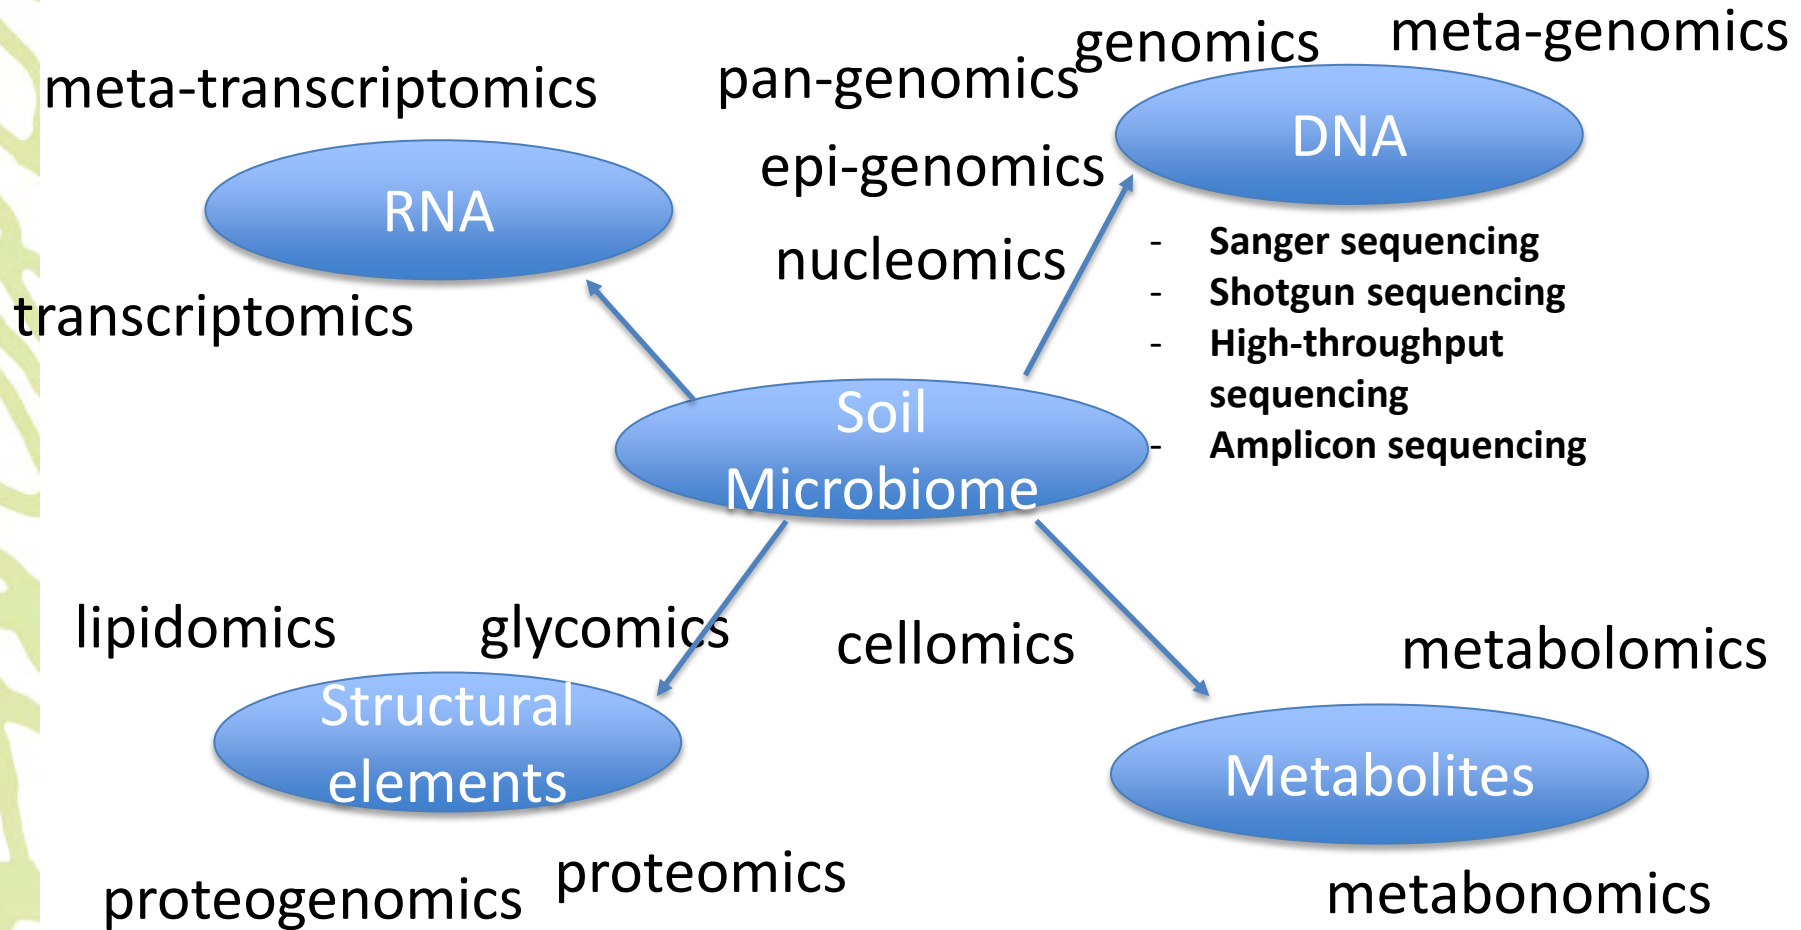 genomics
meta-genomics
meta-transcriptomics
pan-genomics
DNA
epi-genomics
RNA
nucleomics
- Sanger sequencing
- Shotgun sequencing
- High-throughput
sequencing
- Amplicon sequencing
transcriptomics
Soil
Microbiome
lipidomics
glycomics
cellomics
metabolomics
Structural
elements
Metabolites
proteogenomics
proteomics
metabonomics